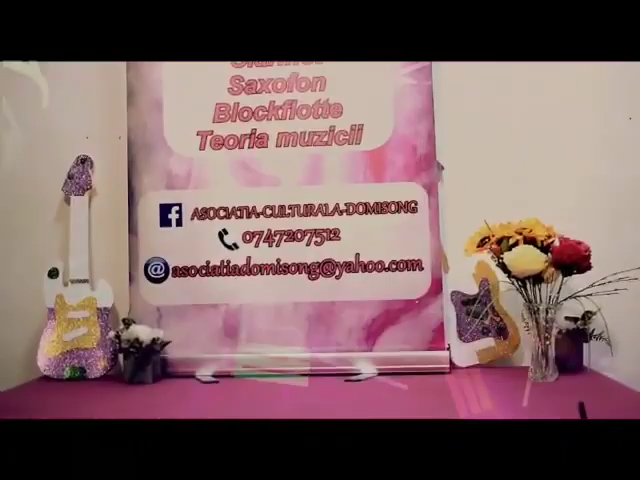 Saxofon
Blockflotte
Teoria muzicii
ASOCIATIA-CULTURALA-DOMISONG
0747207512
@asociatiadomisong@yahoo.com